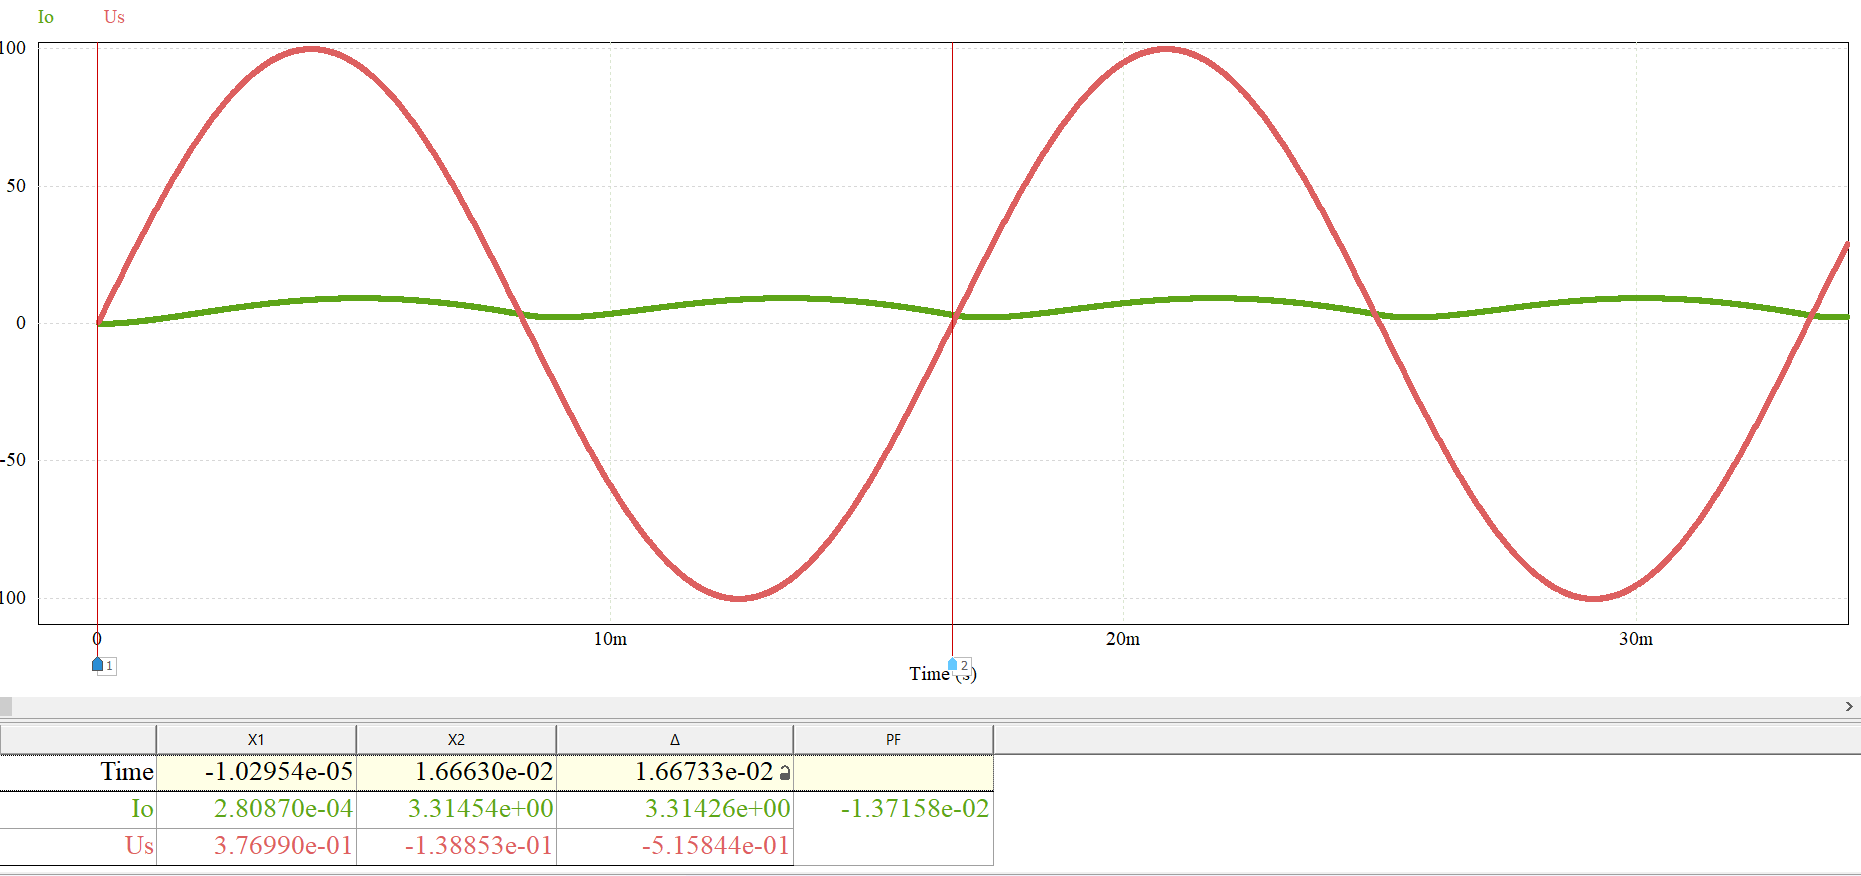 Io Us
100
50
0
-50
100
0 10m 20m 30m
1 2
Time (s)
X1 X2 Δ PF
Time -1.02954e-05 1.66630e-02 1.66733e-02
Io 2.80870e-04 3.31454e+00 3.31426e+00 -1.37158e-02
Us 3.76990e-01 -1.38853e-01 -5.15844e-01